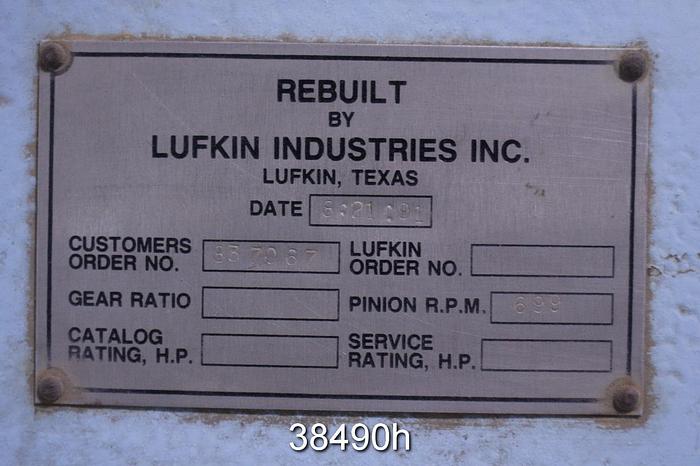 REBUILT
BY
LUFKIN INDUSTRIES INC.
LUFKIN, TEXAS
DATE
CUSTOMERS ORDER NO.
LUFKIN ORDER NO.
GEAR RATIO
PINION R.P.M. 699
CATALOG RATING, H.P.
SERVICE RATING, H.P.
38490h